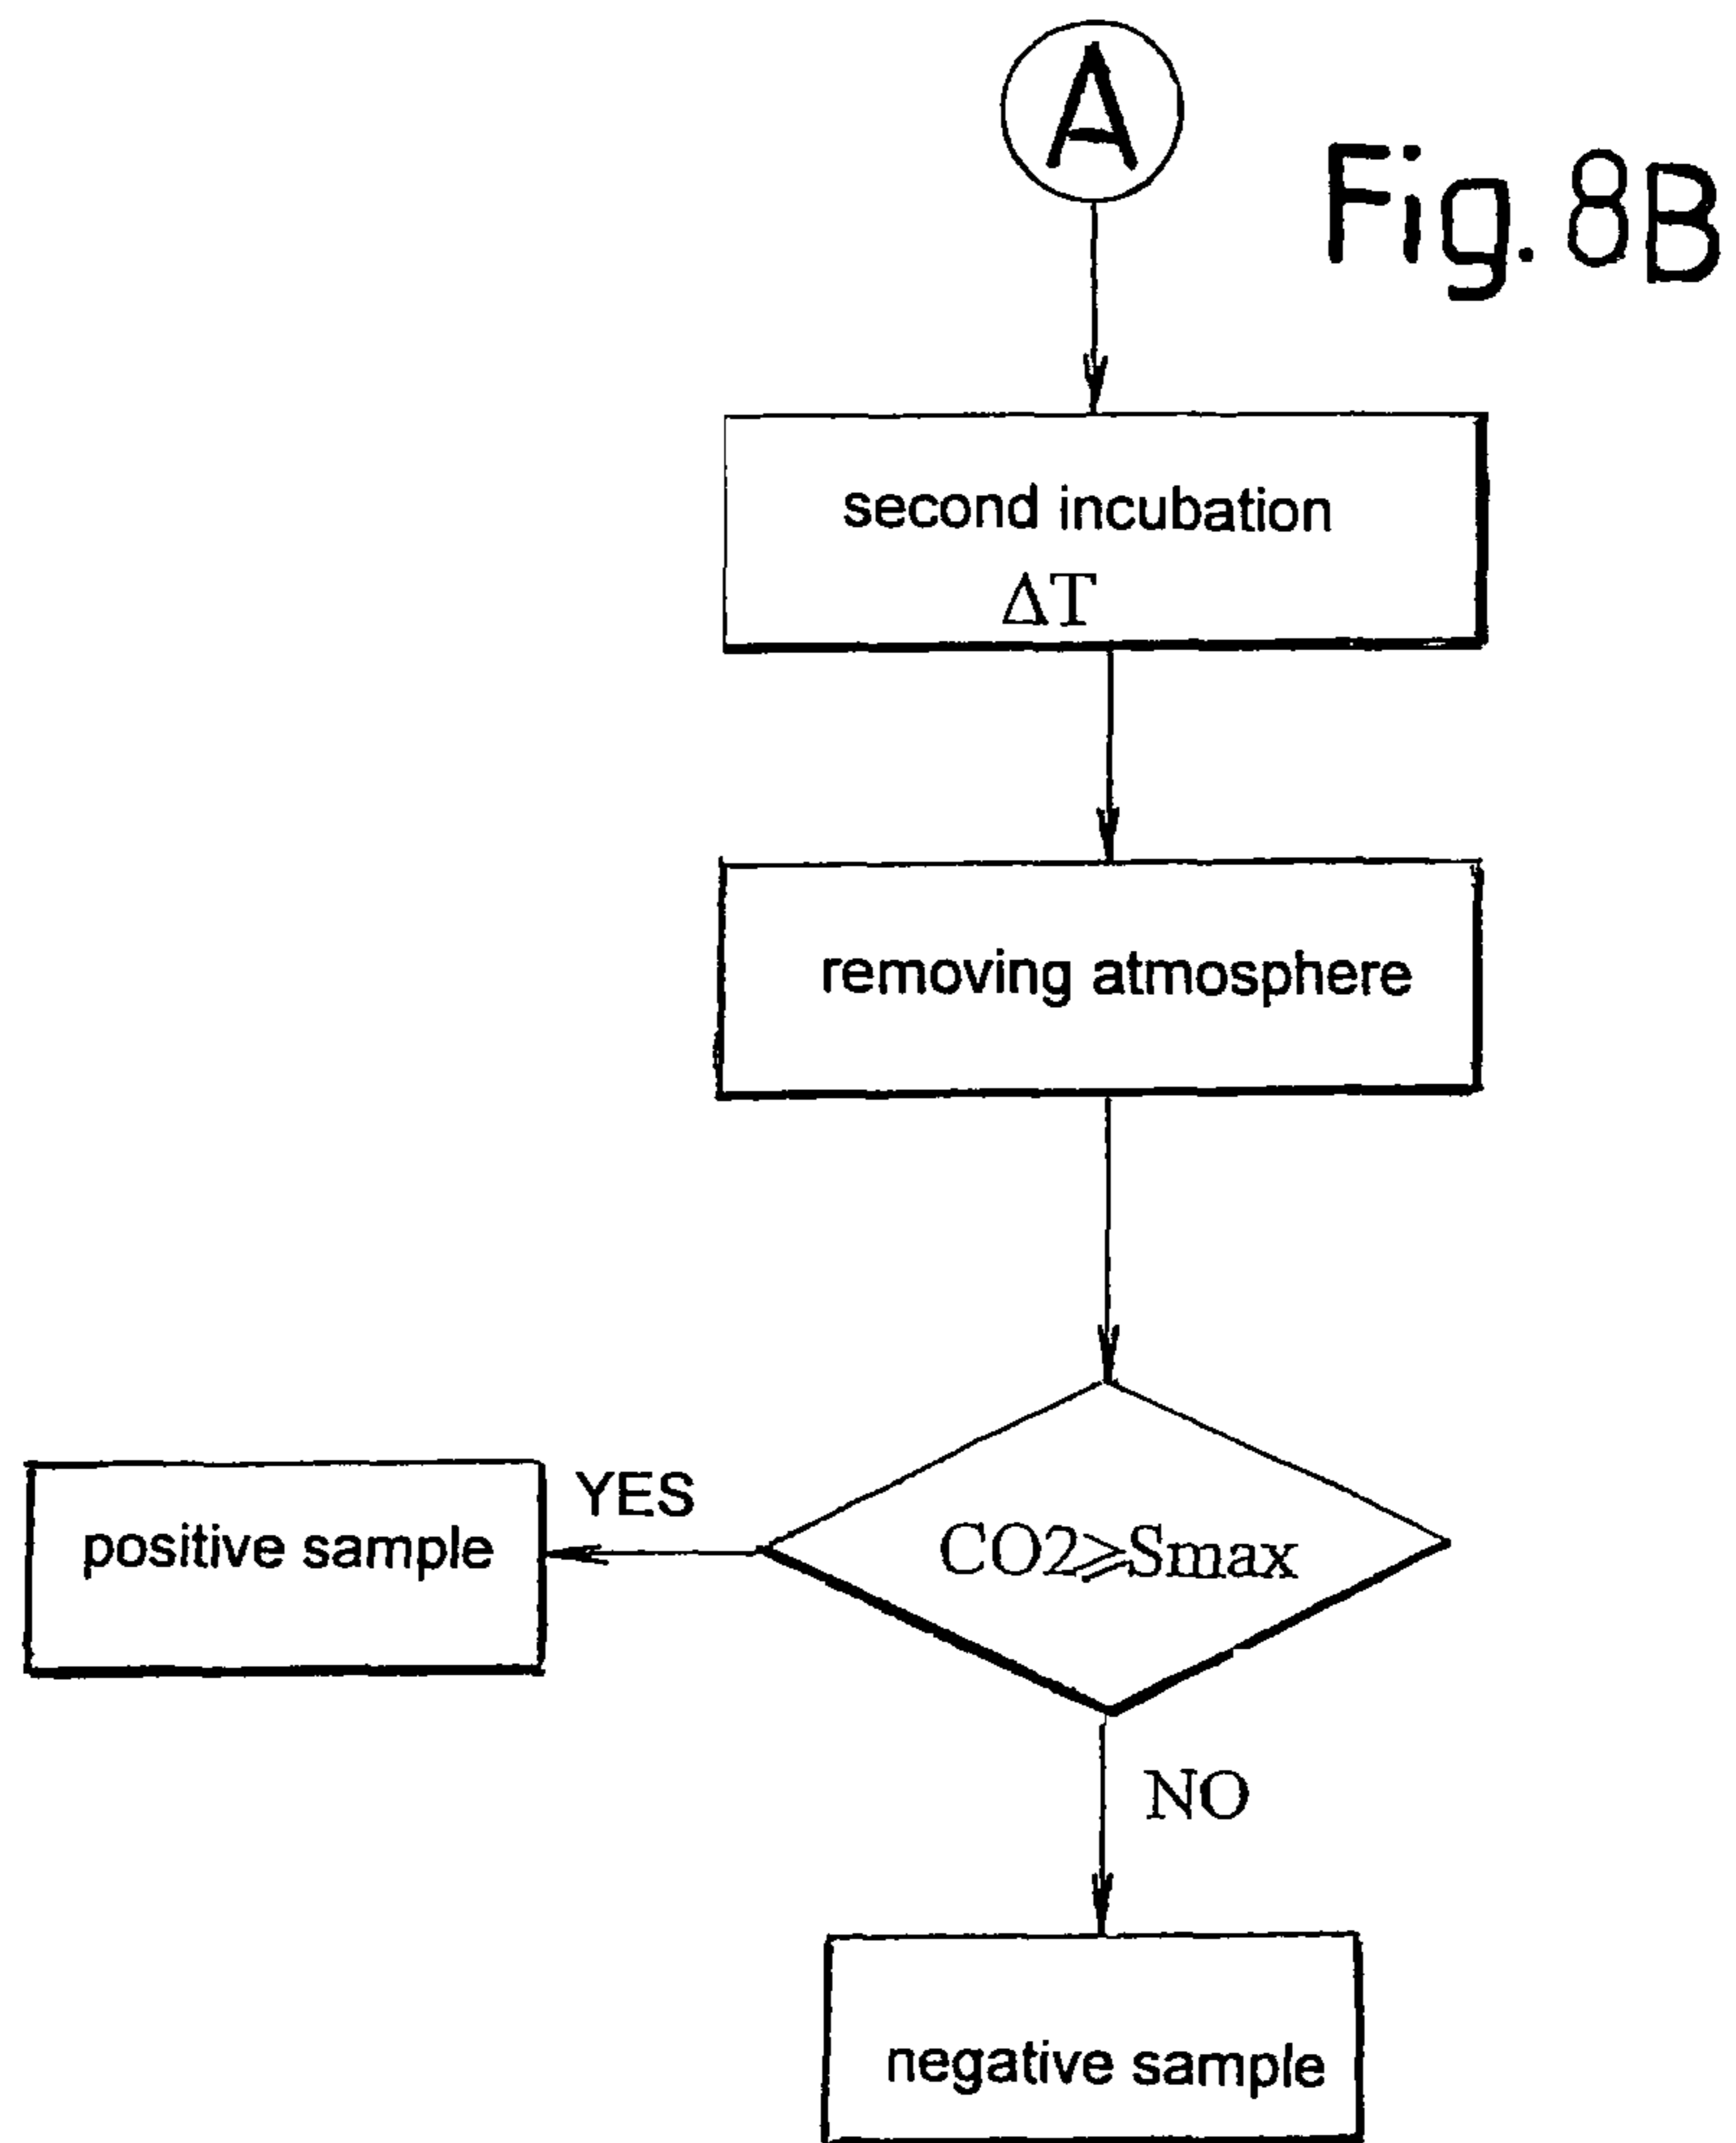 A
Fig. 8B
second incubation
ΔT
removing atmosphere
YES
positive sample
CO2⩾Smax
NO
negative sample